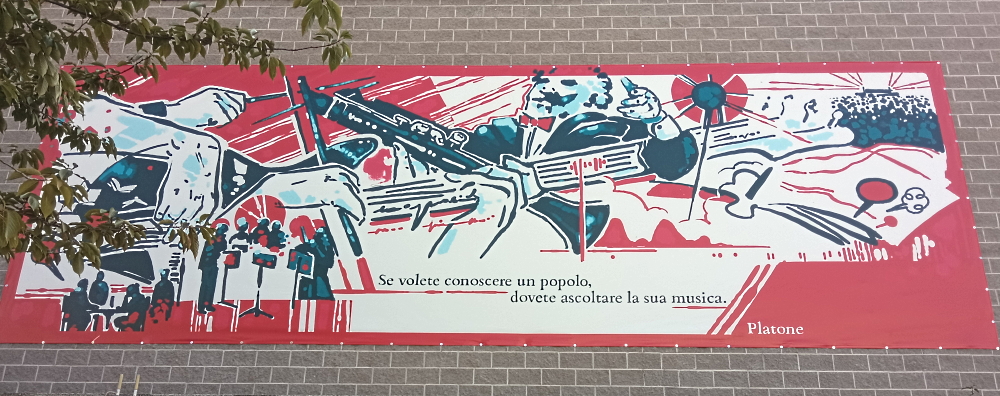 Se volete conoscere un popolo,
dovete ascoltare la sua musica.
Platone